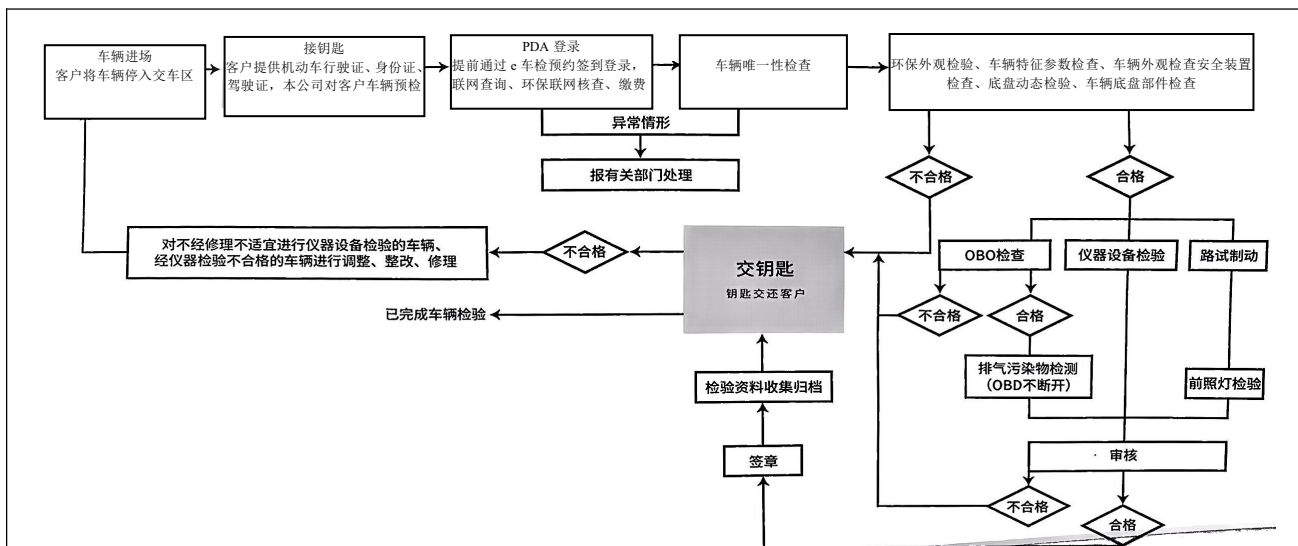 车辆进场
客户将车辆停入交车区
接钥匙
客户提供机动车行驶证、身份证、
驾驶证，本公司对客户车辆预检
PDA 登录
提前通过 e 车检预约签到登录，
联网查询、环保联网核查、缴费
车辆唯一性检查
环保外观检验、车辆特征参数检查、车辆外观检查安全装置
检查、底盘动态检验、车辆底盘部件检查
异常情形
报有关部门处理
不合格
合格
对不经修理不适宜进行仪器设备检验的车辆、
经仪器检验不合格的车辆进行调整、整改、修理
不合格
交钥匙
钥匙交还客户
OBO检查
仪器设备检验
路试制动
已完成车辆检验
不合格
合格
检验资料收集归档
排气污染物检测
（OBD不断开）
前照灯检验
签章
审核
不合格
合格